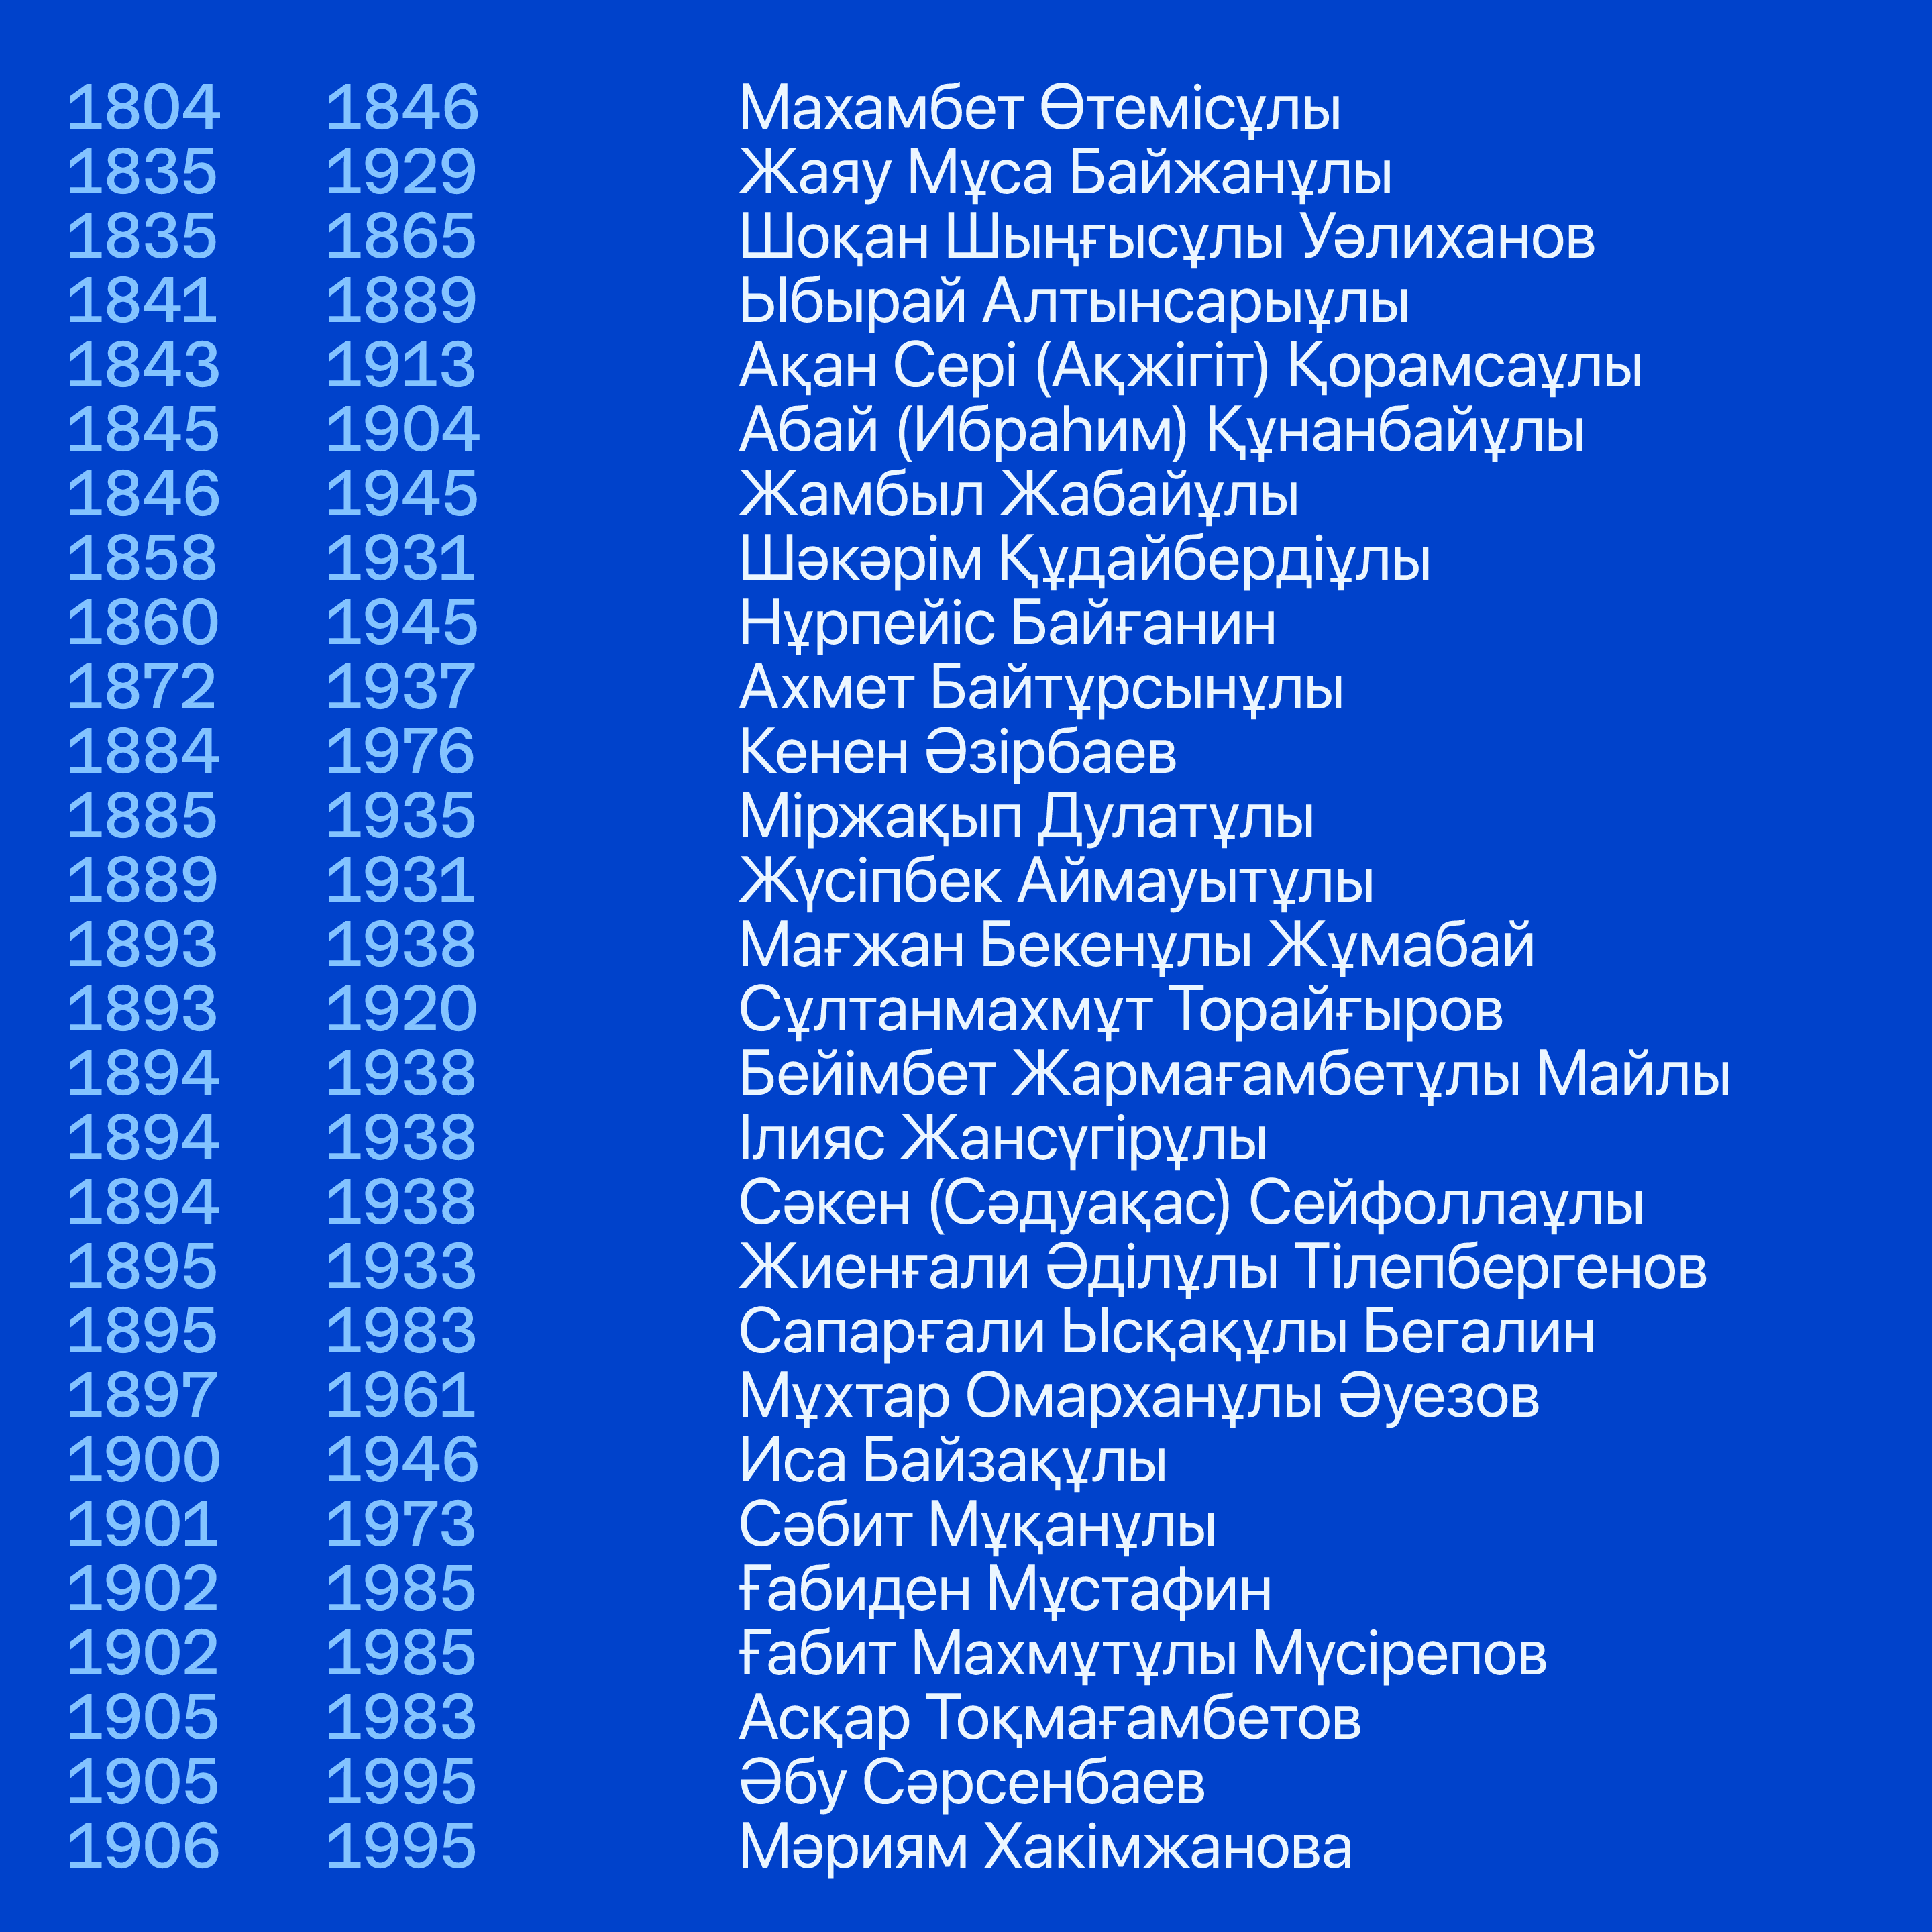 1804 1846 Махамбет Өтемісұлы
1835 1929 Жаяу Мұса Байжанұлы
1835 1865 Шоқан Шыңғысұлы Уәлиханов
1841 1889 Ыбырай Алтынсарыұлы
1843 1913 Ақан Сері (Ақжігіт) Қорамсаұлы
1845 1904 Абай (Ибраһим) Құнанбайұлы
1846 1945 Жамбыл Жабайұлы
1858 1931 Шәкәрім Құдайбердіұлы
1860 1945 Нұрпейіс Байғанин
1872 1937 Ахмет Байтұрсынұлы
1884 1976 Кенен Әзірбаев
1885 1935 Міржақып Дулатұлы
1889 1931 Жүсіпбек Аймауытұлы
1893 1938 Мағжан Бекенұлы Жұмабай
1893 1920 Сұлтанмахмұт Торайғыров
1894 1938 Бейімбет Жармағамбетұлы Майлы
1894 1938 Ілияс Жансүгірұлы
1894 1938 Сәкен (Сәдуақас) Сейфоллаұлы
1895 1933 Жиенғали Әділұлы Тілепбергенов
1895 1983 Сапарғали Ысқақұлы Бегалин
1897 1961 Мұхтар Омарханұлы Әуезов
1900 1946 Иса Байзақұлы
1901 1973 Сәбит Мұқанұлы
1902 1985 Ғабиден Мұстафин
1902 1985 Ғабит Махмұтұлы Мүсірепов
1905 1983 Асқар Тоқмағамбетов
1905 1995 Әбу Сәрсенбаев
1906 1995 Мәриям Хакімжанова